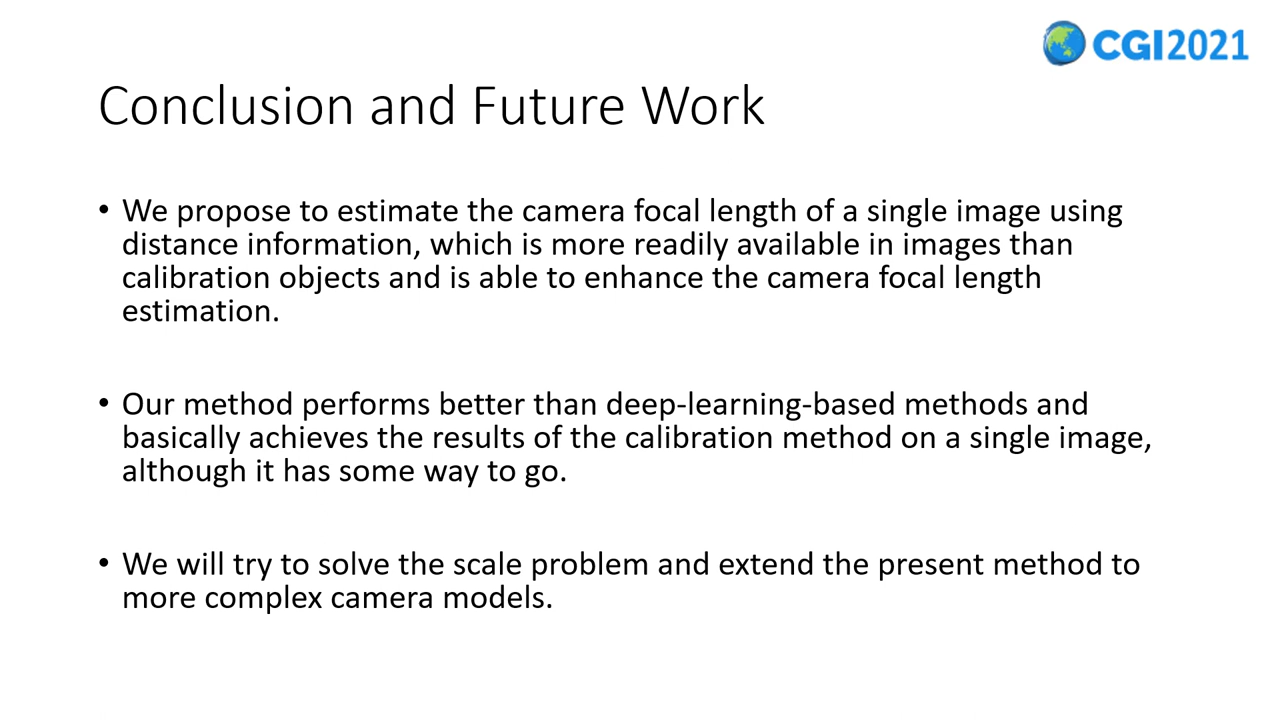 CGI2021
Conclusion and Future Work
• We propose to estimate the camera focal length of a single image using
distance information, which is more readily available in images than
calibration objects and is able to enhance the camera focal length
estimation.
• Our method performs better than deep-learning-based methods and
basically achieves the results of the calibration method on a single image,
although it has some way to go.
• We will try to solve the scale problem and extend the present method to
more complex camera models.